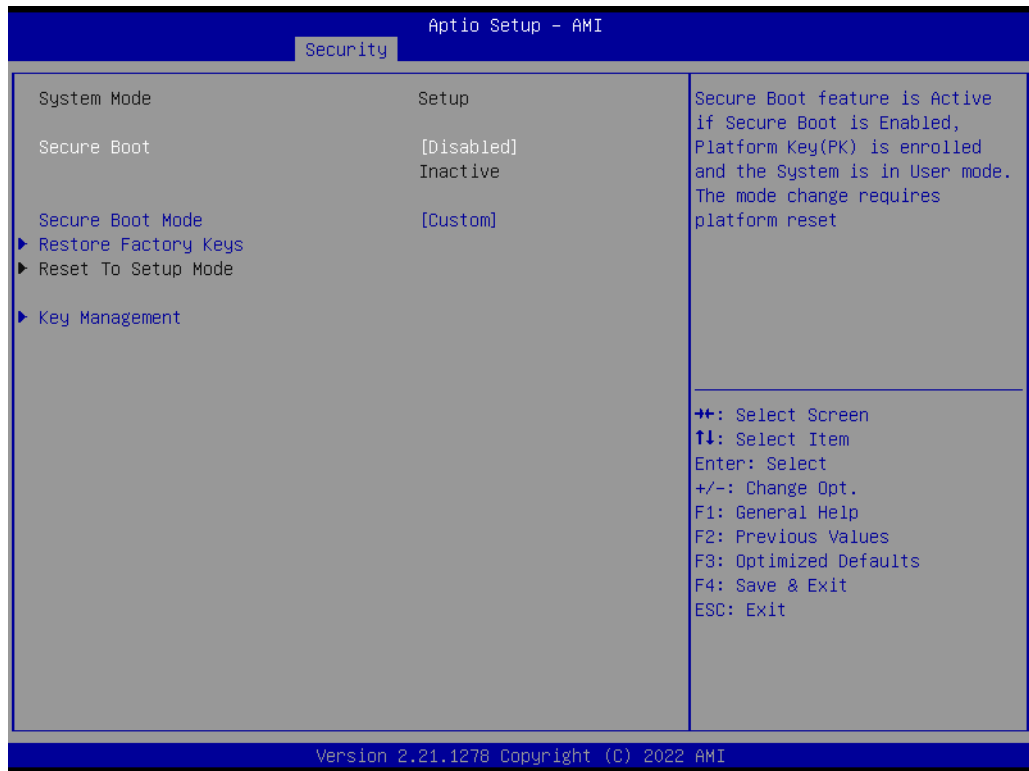 Aptio Setup – AMI
Security
System Mode Setup
Secure Boot [Disabled]
Inactive
Secure Boot Mode [Custom]
Restore Factory Keys
Reset To Setup Mode
Key Management
Secure Boot feature is Active
if Secure Boot is Enabled,
Platform Key(PK) is enrolled
and the System is in User mode.
The mode change requires
platform reset
→←: Select Screen
↑↓: Select Item
Enter: Select
+/-: Change Opt.
F1: General Help
F2: Previous Values
F3: Optimized Defaults
F4: Save & Exit
ESC: Exit
Version 2.21.1278 Copyright (C) 2022 AMI